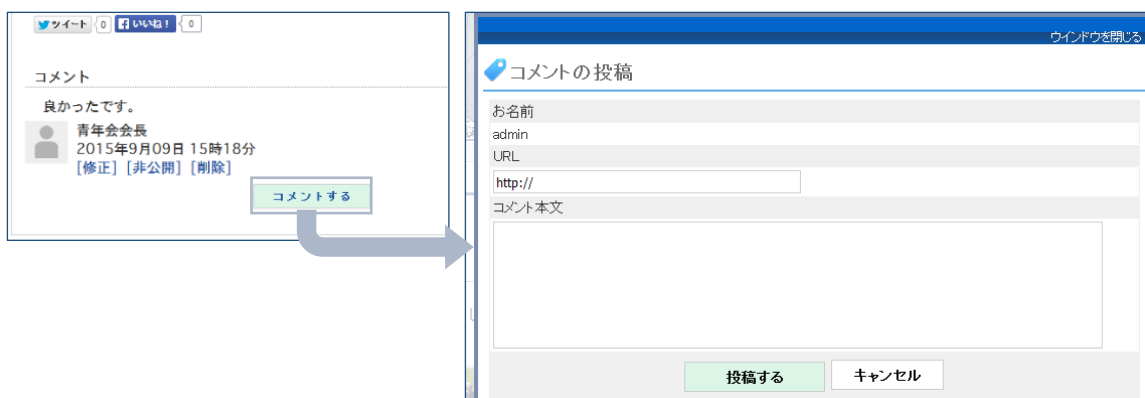 ツイート 0 いいね! 0
コメント
良かったです。
青年会会長
2015年9月09日 15時18分
[修正] [非公開] [削除]
コメントする
ウインドウを閉じる
コメントの投稿
お名前
admin
URL
http://
コメント本文
投稿する キャンセル